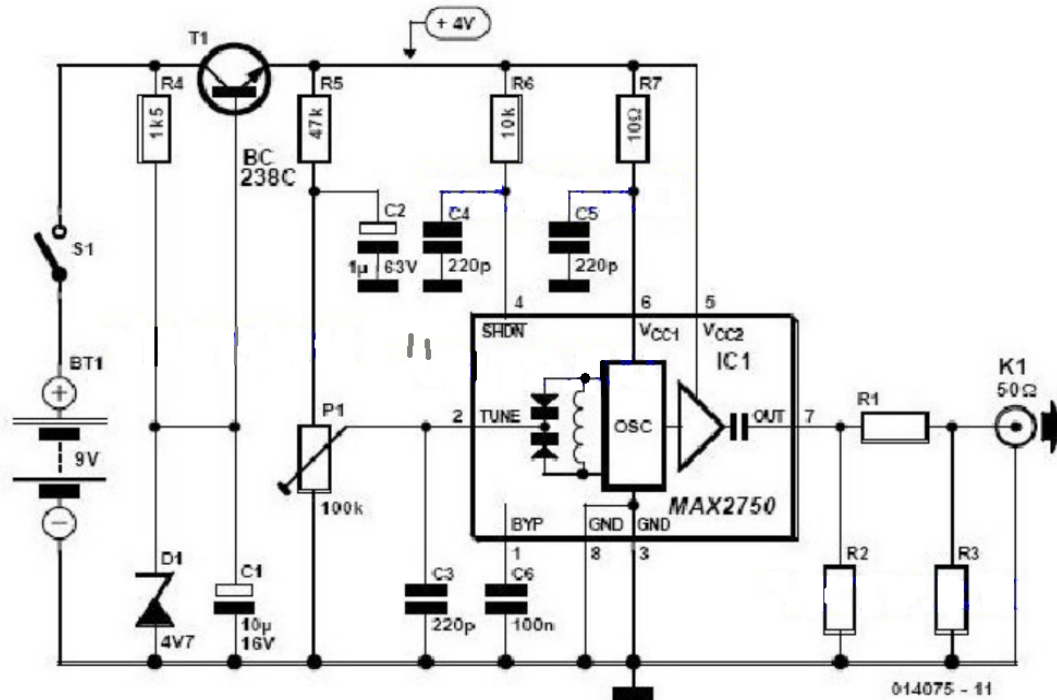 + 4V
T1
R4
1k5
BC
238C
R5
47k
R6
10k
R7
10Ω
C2
1µ 63V
C4
220p
C5
220p
S1
BT1
+
9V
−
4
6
5
SHDN
VCC1
VCC2
IC1
K1
50Ω
P1
100k
2
TUNE
OSC
OUT
7
R1
MAX2750
BYP
GND
GND
1
8
3
D1
4V7
C1
10µ
16V
C3
220p
C6
100n
R2
R3
014075 - 11